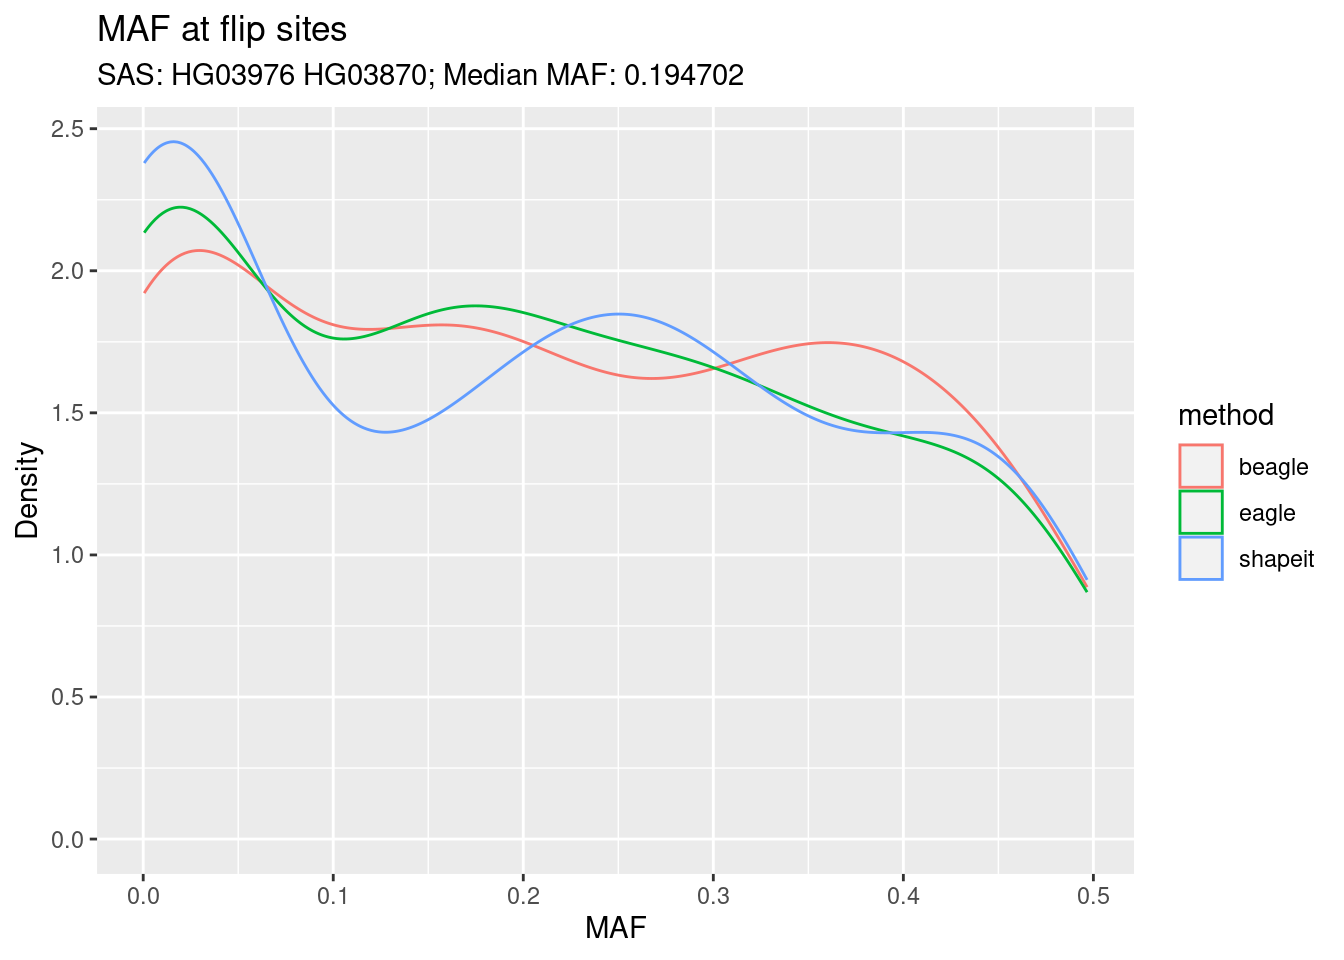 MAF at flip sites
SAS: HG03976 HG03870; Median MAF: 0.194702
2.5
2.0
1.5
1.0
0.5
0.0
Density
0.0 0.1 0.2 0.3 0.4 0.5
MAF
method
beagle
eagle
shapeit